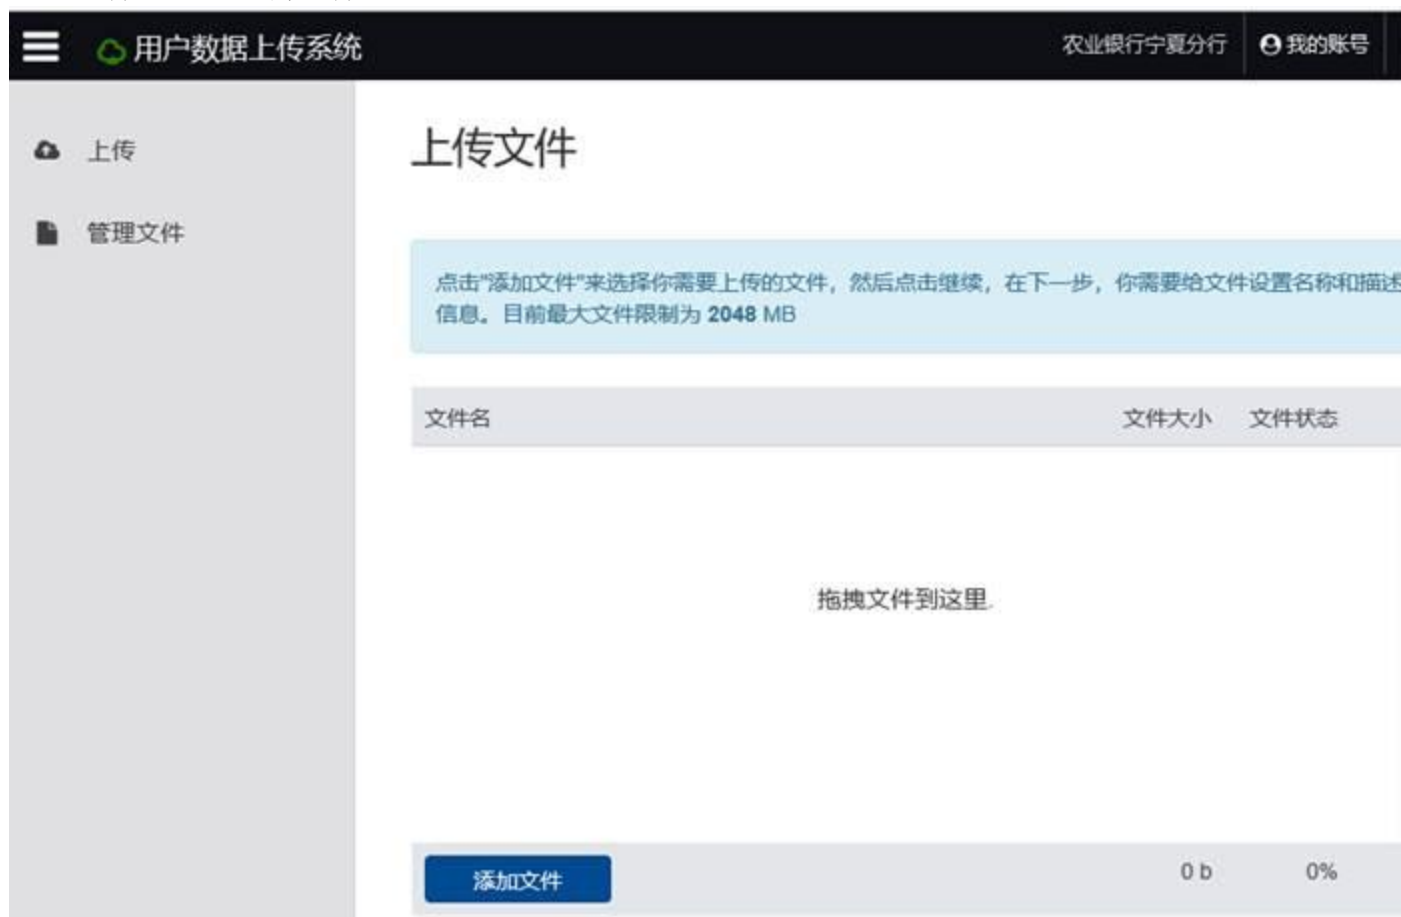 用户数据上传系统
农业银行宁夏分行
我的账号
上传
管理文件
上传文件
点击"添加文件"来选择你需要上传的文件，然后点击继续，在下一步，你需要给文件设置名称和描述
信息。目前最大文件限制为 2048 MB
文件名 文件大小 文件状态
拖拽文件到这里.
添加文件 0 b 0%